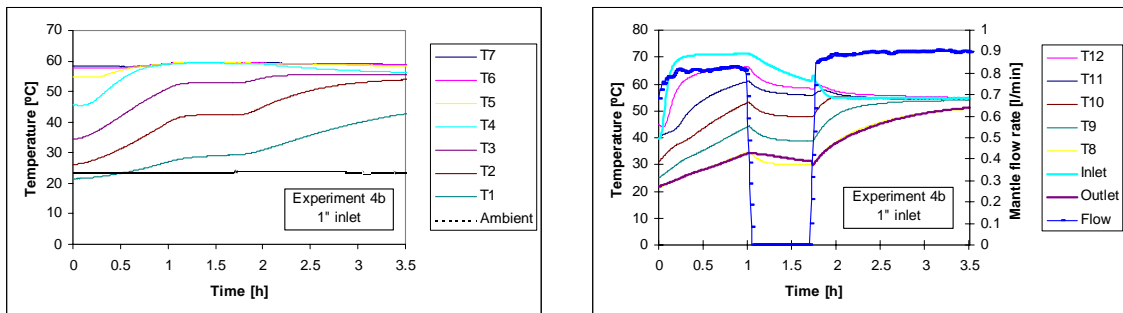 70
60
50
40
30
20
10
0
Temperature [ºC]
0
0.5
1
1.5
2
2.5
3
3.5
Time [h]
Experiment 4b
1" inlet
T7
T6
T5
T4
T3
T2
T1
Ambient
80
70
60
50
40
30
20
10
0
Temperature [ºC]
0
0.5
1
1.5
2
2.5
3
3.5
Time [h]
1
0.9
0.8
0.7
0.6
0.5
0.4
0.3
0.2
0.1
0
Mantle flow rate [l/min]
Experiment 4b
1" inlet
T12
T11
T10
T9
T8
Inlet
Outlet
Flow